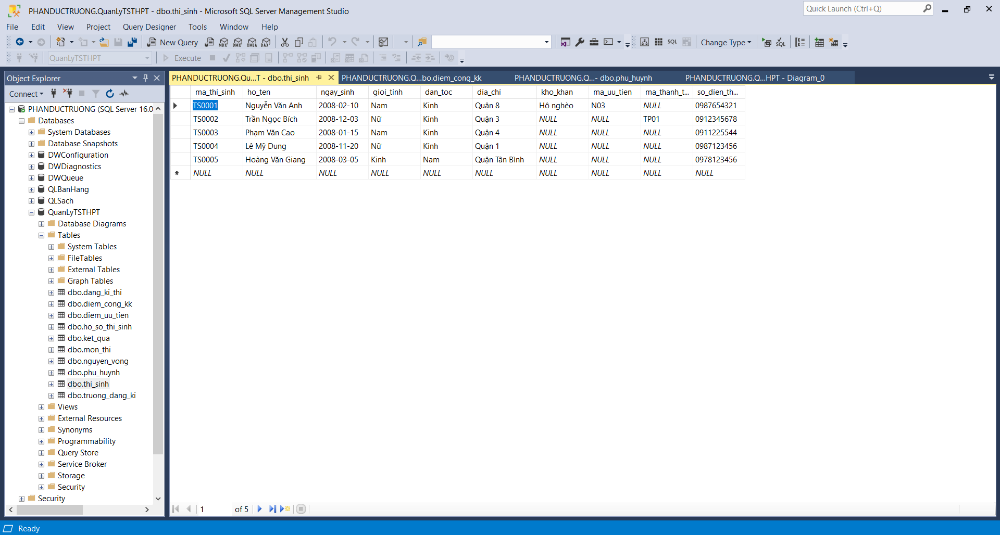 PHANDUCTRUONG.QuanLyTSTHPT - dbo.thi_sinh - Microsoft SQL Server Management Studio
Quick Launch (Ctrl+Q)
File Edit View Project Query Designer Tools Window Help
New Query MDX DMX XMLA DAX SQL Change Type SQL
QuanLyTSTHPT Execute
Object Explorer
Connect
PHANDUCTRUONG (SQL Server 16.0
Databases
System Databases
Database Snapshots
DWConfiguration
DWDiagnostics
DWQueue
QLBanHang
QLSach
QuanLyTSTHPT
Database Diagrams
Tables
System Tables
FileTables
External Tables
Graph Tables
dbo.dang_ki_thi
dbo.diem_cong_kk
dbo.diem_uu_tien
dbo.ho_so_thi_sinh
dbo.ket_qua
dbo.mon_thi
dbo.nguyen_vong
dbo.phu_huynh
dbo.thi_sinh
dbo.truong_dang_ki
Views
External Resources
Synonyms
Programmability
Query Store
Service Broker
Storage
Security
Security
PHANDUCTRUONG.Qu...T - dbo.thi_sinh PHANDUCTRUONG.Q...bo.diem_cong_kk PHANDUCTRUONG.Q...- dbo.phu_huynh PHANDUCTRUONG.Q...HPT - Diagram_0
ma_thi_sinh ho_ten ngay_sinh gioi_tinh dan_toc dia_chi kho_khan ma_uu_tien ma_thanh_t... so_dien_th...
TS0001 Nguyễn Văn Anh 2008-02-10 Nam Kinh Quận 8 Hộ nghèo N03 NULL 0987654321
TS0002 Trần Ngọc Bích 2008-12-03 Nữ Kinh Quận 3 NULL NULL TP01 0912345678
TS0003 Phạm Văn Cao 2008-01-15 Nam Kinh Quận 4 NULL NULL NULL 0911225544
TS0004 Lê Mỹ Dung 2008-11-20 Nữ Kinh Quận 1 NULL NULL NULL 0987123456
TS0005 Hoàng Văn Giang 2008-03-05 Kinh Nam Quận Tân Bình NULL NULL NULL 0978123456
NULL NULL NULL NULL NULL NULL NULL NULL NULL NULL
1 of 5
Ready